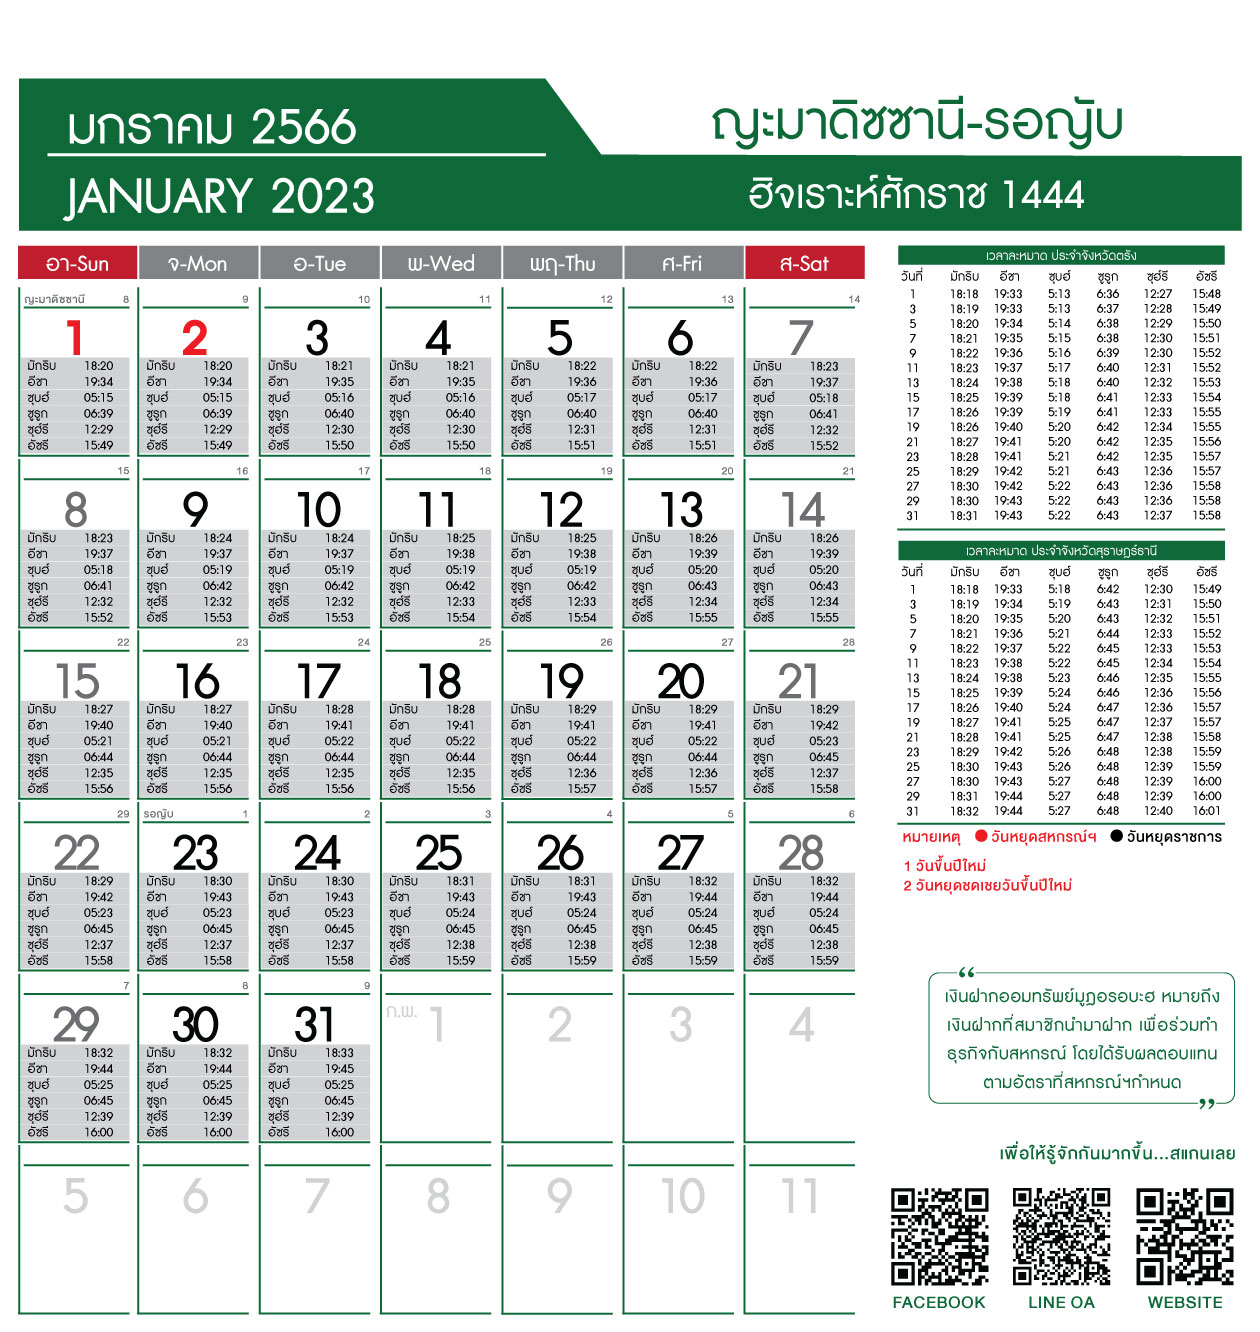 มกราคม 2566
JANUARY 2023
ญะมาดิซซานี-รอญับ
ฮิจเราะห์ศักราช 1444
อา-Sun จ-Mon อ-Tue พ-Wed พฤ-Thu ศ-Fri ส-Sat
ญะมาดิซซานี 8 9 10 11 12 13 14
1 2 3 4 5 6 7
มักริบ 18:20 มักริบ 18:20 มักริบ 18:21 มักริบ 18:21 มักริบ 18:22 มักริบ 18:22 มักริบ 18:23
อีชา 19:34 อีชา 19:34 อีชา 19:35 อีชา 19:35 อีชา 19:36 อีชา 19:36 อีชา 19:37
ซุบฮ์ 05:15 ซุบฮ์ 05:15 ซุบฮ์ 05:16 ซุบฮ์ 05:16 ซุบฮ์ 05:17 ซุบฮ์ 05:17 ซุบฮ์ 05:18
ชูรูก 06:39 ชูรูก 06:39 ชูรูก 06:40 ชูรูก 06:40 ชูรูก 06:40 ชูรูก 06:40 ชูรูก 06:41
ซุฮ์รี 12:29 ซุฮ์รี 12:29 ซุฮ์รี 12:30 ซุฮ์รี 12:30 ซุฮ์รี 12:31 ซุฮ์รี 12:31 ซุฮ์รี 12:32
อัซรี 15:49 อัซรี 15:49 อัซรี 15:50 อัซรี 15:50 อัซรี 15:51 อัซรี 15:51 อัซรี 15:52
15 16 17 18 19 20 21
8 9 10 11 12 13 14
มักริบ 18:23 มักริบ 18:24 มักริบ 18:24 มักริบ 18:25 มักริบ 18:25 มักริบ 18:26 มักริบ 18:26
อีชา 19:37 อีชา 19:37 อีชา 19:37 อีชา 19:38 อีชา 19:38 อีชา 19:39 อีชา 19:39
ซุบฮ์ 05:18 ซุบฮ์ 05:19 ซุบฮ์ 05:19 ซุบฮ์ 05:19 ซุบฮ์ 05:19 ซุบฮ์ 05:20 ซุบฮ์ 05:20
ชูรูก 06:41 ชูรูก 06:42 ชูรูก 06:42 ชูรูก 06:42 ชูรูก 06:42 ชูรูก 06:43 ชูรูก 06:43
ซุฮ์รี 12:32 ซุฮ์รี 12:32 ซุฮ์รี 12:32 ซุฮ์รี 12:33 ซุฮ์รี 12:33 ซุฮ์รี 12:34 ซุฮ์รี 12:34
อัซรี 15:52 อัซรี 15:53 อัซรี 15:53 อัซรี 15:54 อัซรี 15:54 อัซรี 15:55 อัซรี 15:55
22 23 24 25 26 27 28
15 16 17 18 19 20 21
มักริบ 18:27 มักริบ 18:27 มักริบ 18:28 มักริบ 18:28 มักริบ 18:29 มักริบ 18:29 มักริบ 18:29
อีชา 19:40 อีชา 19:40 อีชา 19:41 อีชา 19:41 อีชา 19:41 อีชา 19:41 อีชา 19:42
ซุบฮ์ 05:21 ซุบฮ์ 05:21 ซุบฮ์ 05:22 ซุบฮ์ 05:22 ซุบฮ์ 05:22 ซุบฮ์ 05:22 ซุบฮ์ 05:23
ชูรูก 06:44 ชูรูก 06:44 ชูรูก 06:44 ชูรูก 06:44 ชูรูก 06:44 ชูรูก 06:44 ชูรูก 06:45
ซุฮ์รี 12:35 ซุฮ์รี 12:35 ซุฮ์รี 12:35 ซุฮ์รี 12:35 ซุฮ์รี 12:36 ซุฮ์รี 12:36 ซุฮ์รี 12:37
อัซรี 15:56 อัซรี 15:56 อัซรี 15:56 อัซรี 15:56 อัซรี 15:57 อัซรี 15:57 อัซรี 15:58
29 รอญับ 1 2 3 4 5 6
22 23 24 25 26 27 28
มักริบ 18:29 มักริบ 18:30 มักริบ 18:30 มักริบ 18:31 มักริบ 18:31 มักริบ 18:32 มักริบ 18:32
อีชา 19:42 อีชา 19:43 อีชา 19:43 อีชา 19:43 อีชา 19:43 อีชา 19:44 อีชา 19:44
ซุบฮ์ 05:23 ซุบฮ์ 05:23 ซุบฮ์ 05:23 ซุบฮ์ 05:24 ซุบฮ์ 05:24 ซุบฮ์ 05:24 ซุบฮ์ 05:24
ชูรูก 06:45 ชูรูก 06:45 ชูรูก 06:45 ชูรูก 06:45 ชูรูก 06:45 ชูรูก 06:45 ชูรูก 06:45
ซุฮ์รี 12:37 ซุฮ์รี 12:37 ซุฮ์รี 12:37 ซุฮ์รี 12:38 ซุฮ์รี 12:38 ซุฮ์รี 12:38 ซุฮ์รี 12:38
อัซรี 15:58 อัซรี 15:58 อัซรี 15:58 อัซรี 15:59 อัซรี 15:59 อัซรี 15:59 อัซรี 15:59
7 8 9
29 30 31 ก.พ. 1 2 3 4
มักริบ 18:32 มักริบ 18:32 มักริบ 18:33
อีชา 19:44 อีชา 19:44 อีชา 19:45
ซุบฮ์ 05:25 ซุบฮ์ 05:25 ซุบฮ์ 05:25
ชูรูก 06:45 ชูรูก 06:45 ชูรูก 06:45
ซุฮ์รี 12:39 ซุฮ์รี 12:39 ซุฮ์รี 12:39
อัซรี 16:00 อัซรี 16:00 อัซรี 16:00
5 6 7 8 9 10 11
เวลาละหมาด ประจำจังหวัดตรัง
วันที่ มักริบ อีชา ซุบฮ์ ชูรูก ซุฮ์รี อัซรี
1 18:18 19:33 5:13 6:36 12:27 15:48
3 18:19 19:33 5:13 6:37 12:28 15:49
5 18:20 19:34 5:14 6:38 12:29 15:50
7 18:21 19:35 5:15 6:38 12:30 15:51
9 18:22 19:36 5:16 6:39 12:30 15:52
11 18:23 19:37 5:17 6:40 12:31 15:52
13 18:24 19:38 5:18 6:40 12:32 15:53
15 18:25 19:39 5:18 6:41 12:33 15:54
17 18:26 19:39 5:19 6:41 12:33 15:55
19 18:26 19:40 5:20 6:42 12:34 15:55
21 18:27 19:41 5:20 6:42 12:35 15:56
23 18:28 19:41 5:21 6:42 12:35 15:57
25 18:29 19:42 5:21 6:43 12:36 15:57
27 18:30 19:42 5:22 6:43 12:36 15:58
29 18:30 19:43 5:22 6:43 12:36 15:58
31 18:31 19:43 5:22 6:43 12:37 15:58
เวลาละหมาด ประจำจังหวัดสุราษฎร์ธานี
วันที่ มักริบ อีชา ซุบฮ์ ชูรูก ซุฮ์รี อัซรี
1 18:18 19:33 5:18 6:42 12:30 15:49
3 18:19 19:34 5:19 6:43 12:31 15:50
5 18:20 19:35 5:20 6:43 12:32 15:51
7 18:21 19:36 5:21 6:44 12:33 15:52
9 18:22 19:37 5:22 6:45 12:33 15:53
11 18:23 19:38 5:22 6:45 12:34 15:54
13 18:24 19:38 5:23 6:46 12:35 15:55
15 18:25 19:39 5:24 6:46 12:36 15:56
17 18:26 19:40 5:24 6:47 12:36 15:57
19 18:27 19:41 5:25 6:47 12:37 15:57
21 18:28 19:41 5:25 6:47 12:38 15:58
23 18:29 19:42 5:26 6:48 12:38 15:59
25 18:30 19:43 5:26 6:48 12:39 15:59
27 18:30 19:43 5:27 6:48 12:39 16:00
29 18:31 19:44 5:27 6:48 12:39 16:00
31 18:32 19:44 5:27 6:48 12:40 16:01
หมายเหตุ ● วันหยุดสหกรณ์ฯ ● วันหยุดราชการ
1 วันขึ้นปีใหม่
2 วันหยุดชดเชยวันขึ้นปีใหม่
“เงินฝากออมทรัพย์มูฎอรอบะฮ หมายถึง
เงินฝากที่สมาชิกนำมาฝาก เพื่อร่วมทำ
ธุรกิจกับสหกรณ์ โดยได้รับผลตอบแทน
ตามอัตราที่สหกรณ์ฯกำหนด”
เพื่อให้รู้จักกันมากขึ้น...สแกนเลย
FACEBOOK LINE OA WEBSITE